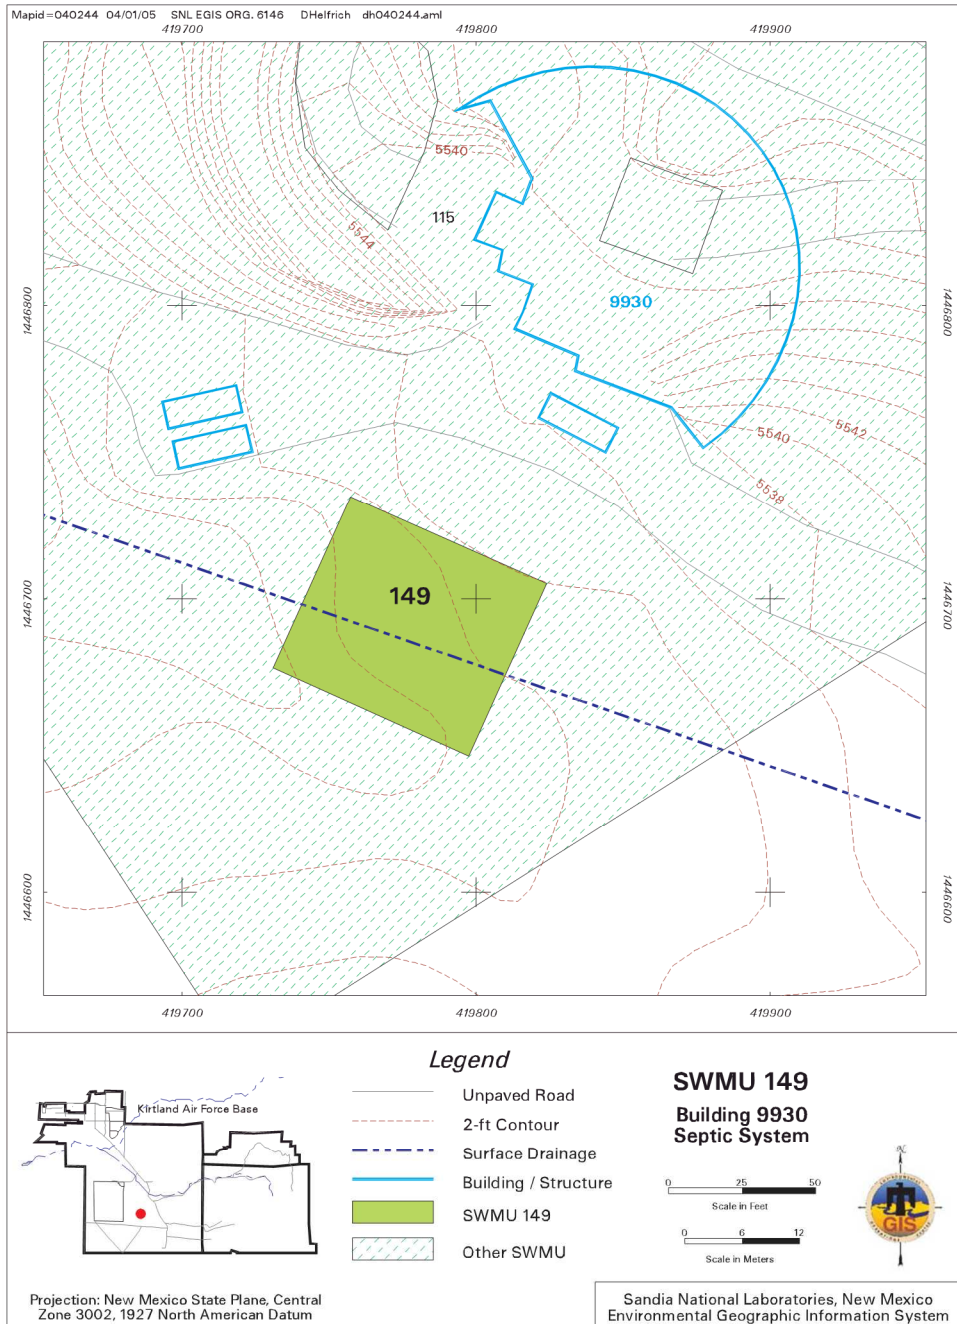 Mapid=040244 04/01/05 SNL EGIS ORG. 6146 DHelfrich dh040244.aml
419700 419800 419900
5540
115
5544
1446800 9930 1446800
5542
5540
5538
149
1446700 1446700
1446600 1446600
419700 419800 419900
Legend
Unpaved Road
2-ft Contour
Surface Drainage
Building / Structure
SWMU 149
Other SWMU
Kirtland Air Force Base
SWMU 149
Building 9930
Septic System
0 25 50
Scale in Feet
0 6 12
Scale in Meters
GIS
Projection: New Mexico State Plane, Central
Zone 3002, 1927 North American Datum
Sandia National Laboratories, New Mexico
Environmental Geographic Information System